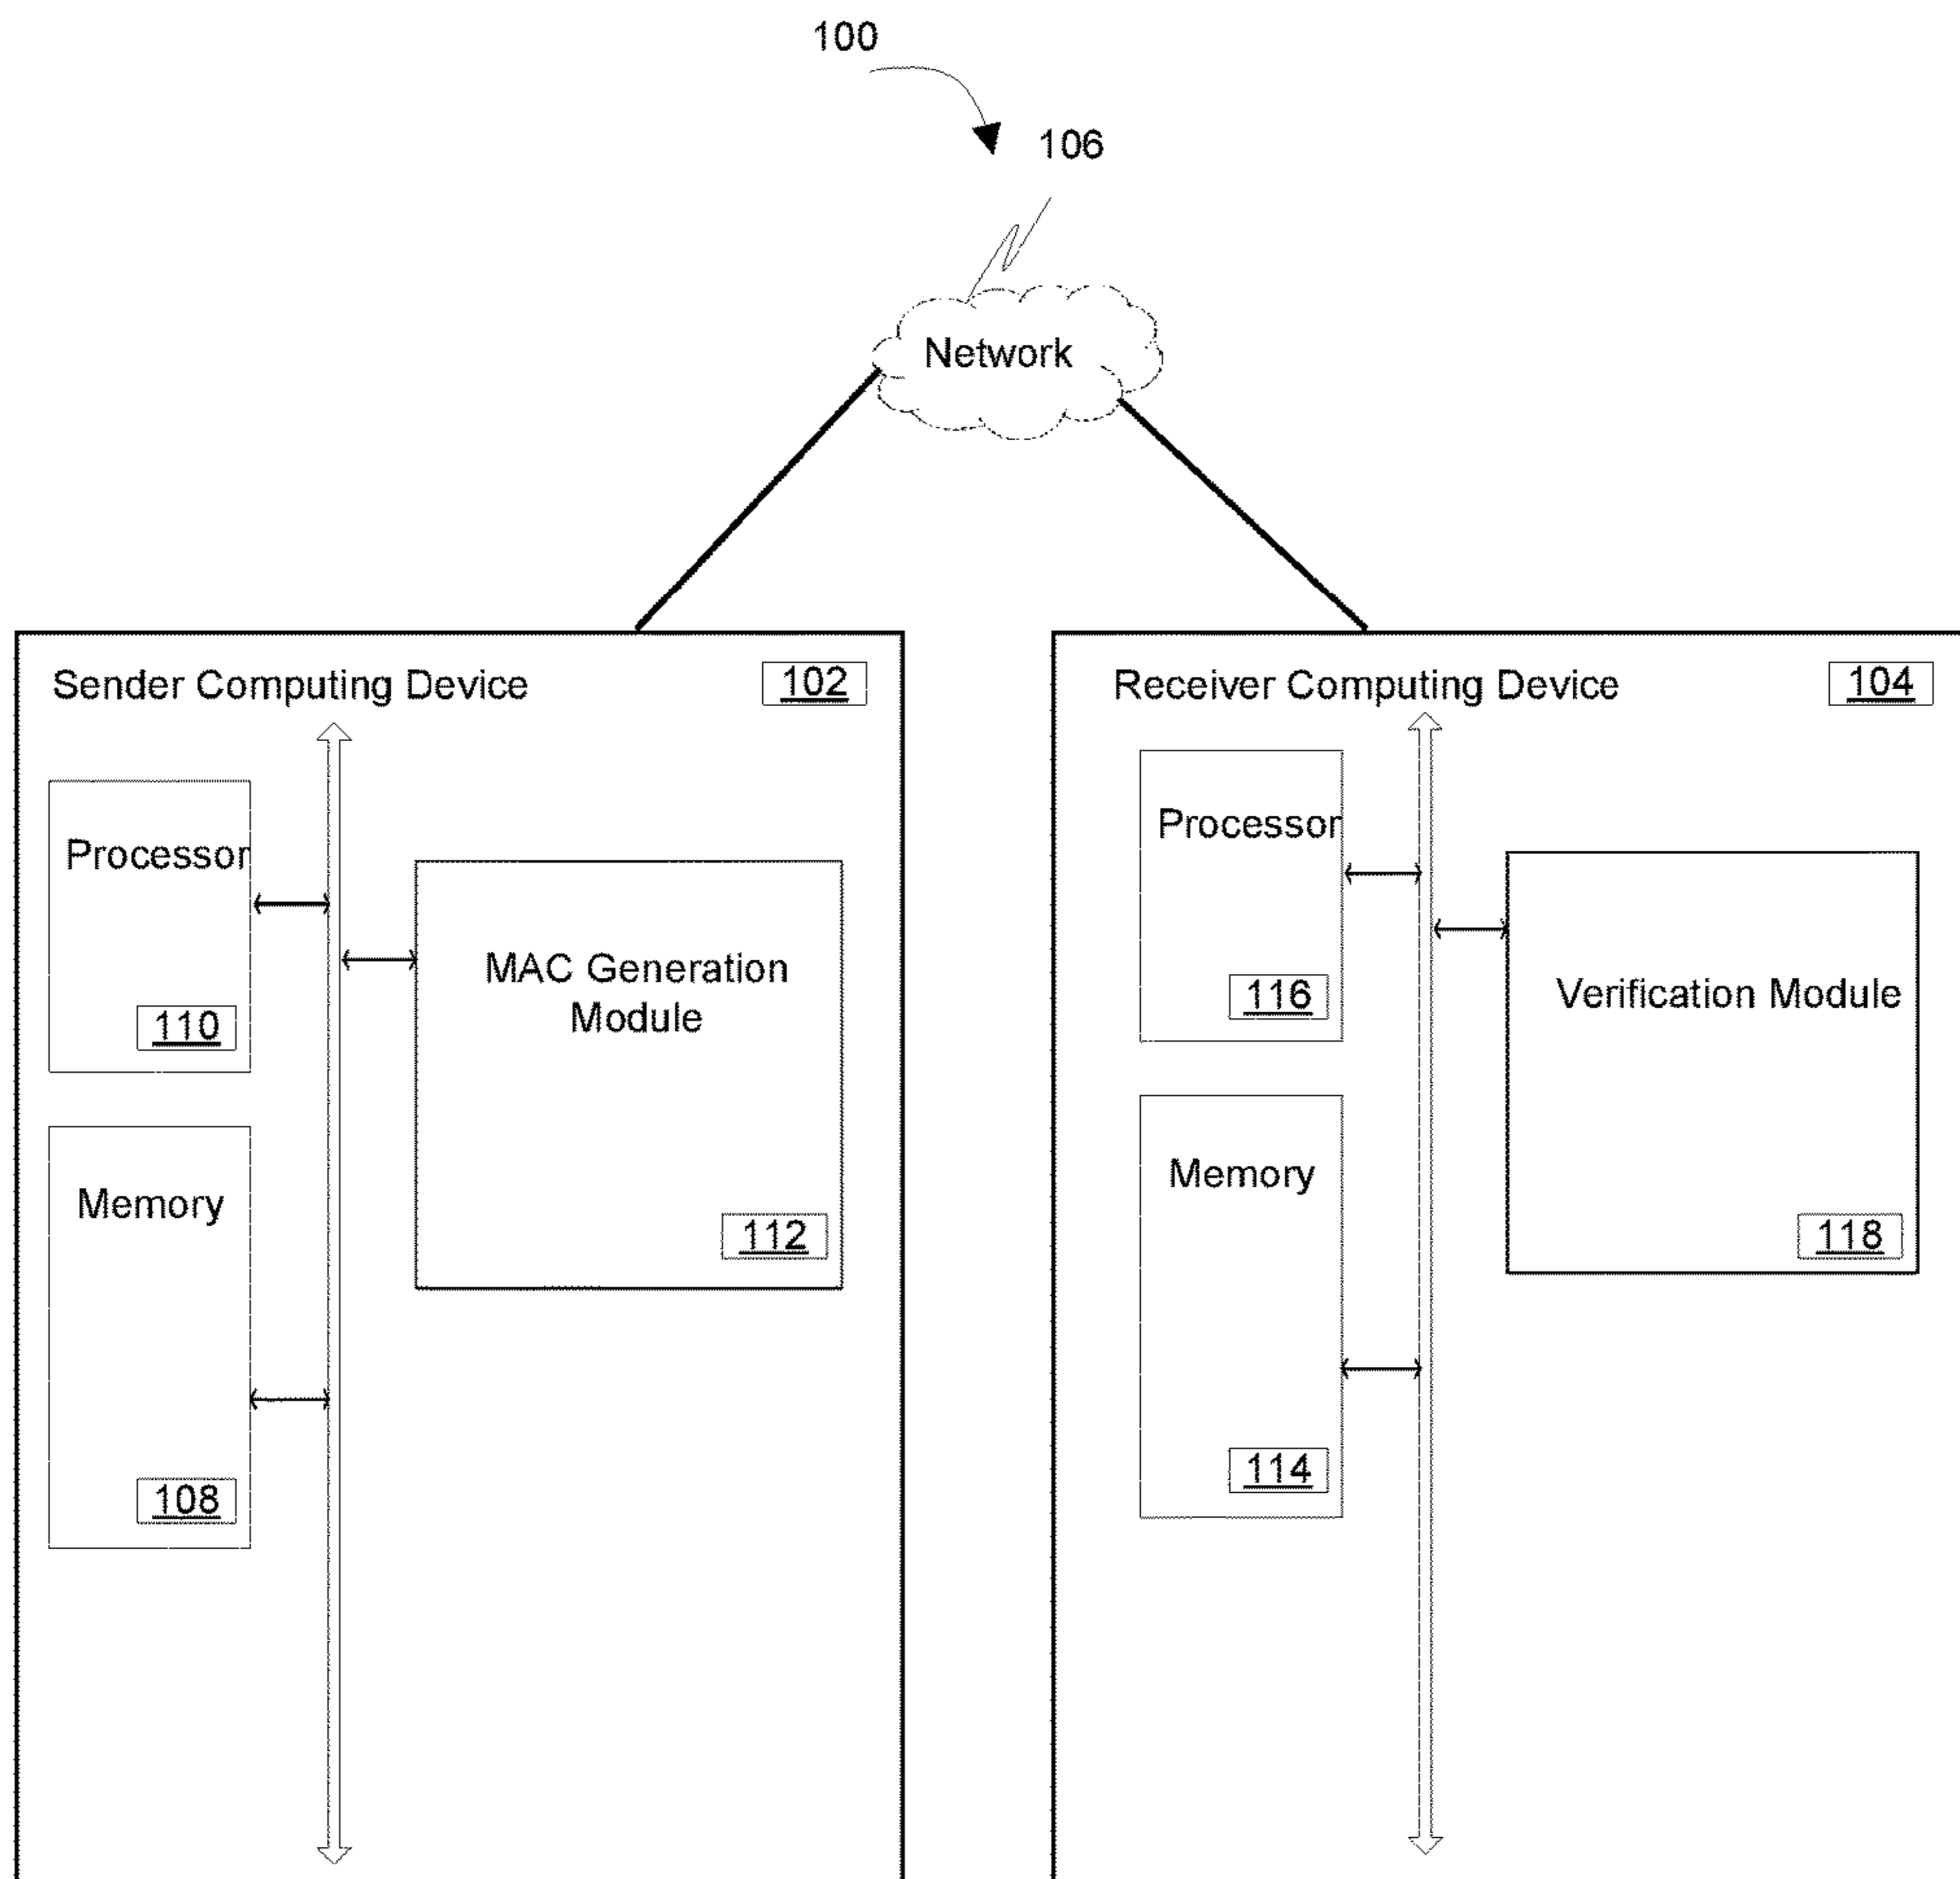 100
106
Network
Sender Computing Device
102
Processor
110
MAC Generation
Module
112
Memory
108
Receiver Computing Device
104
Processor
116
Verification Module
118
Memory
114